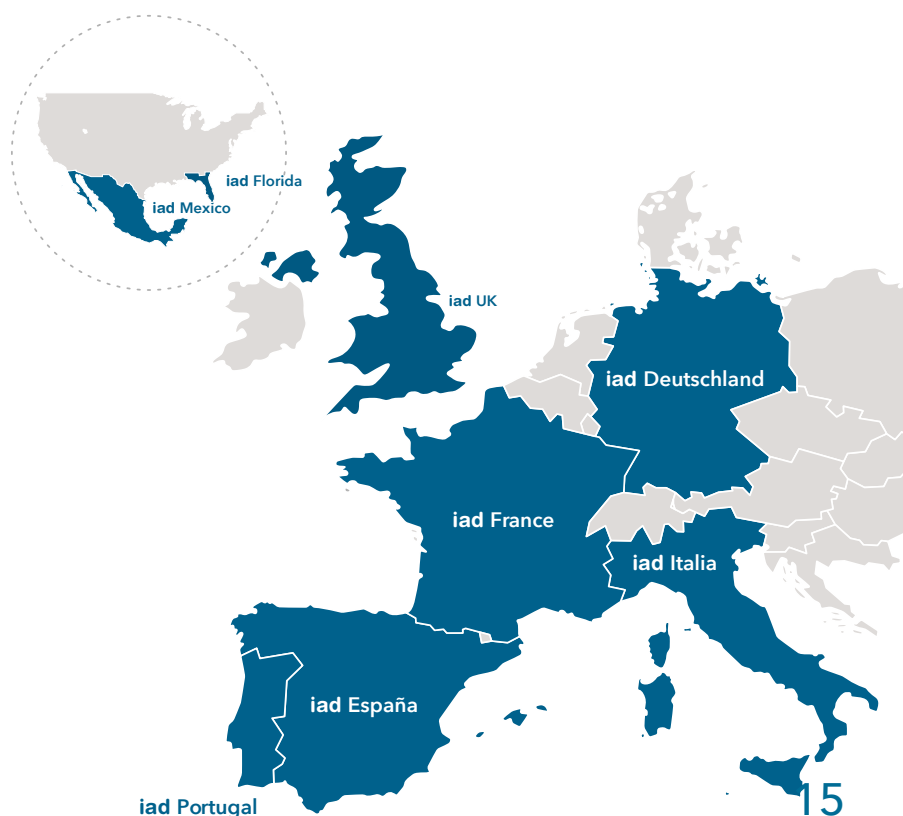 iad Florida
iad Mexico
iad UK
iad Deutschland
iad France
iad Italia
iad España
iad Portugal
15